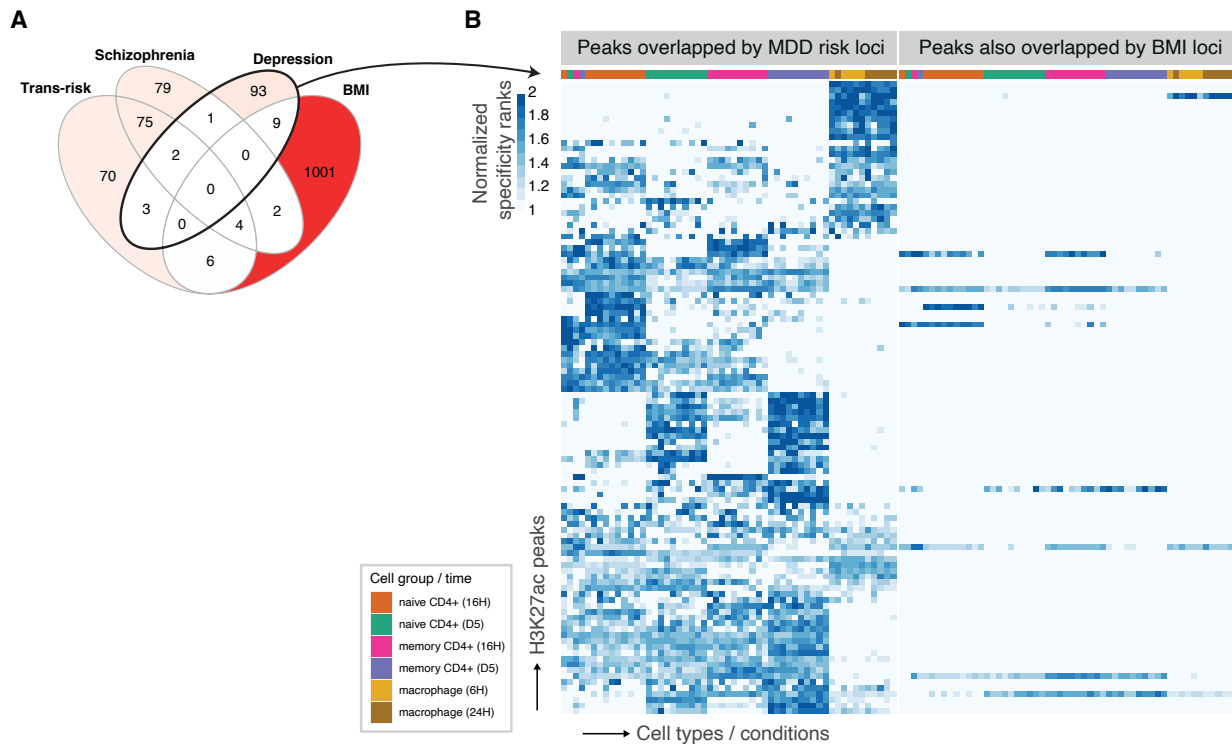 A
Schizophrenia
Depression
Trans-risk
BMI
79
93
75
1
9
2
0
70
1001
0
3
2
0
4
6
B
Peaks overlapped by MDD risk loci
Peaks also overlapped by BMI loci
Normalized
specificity ranks
2
1.8
1.6
1.4
1.2
1
H3K27ac peaks
Cell types / conditions
Cell group / time
naive CD4+ (16H)
naive CD4+ (D5)
memory CD4+ (16H)
memory CD4+ (D5)
macrophage (6H)
macrophage (24H)